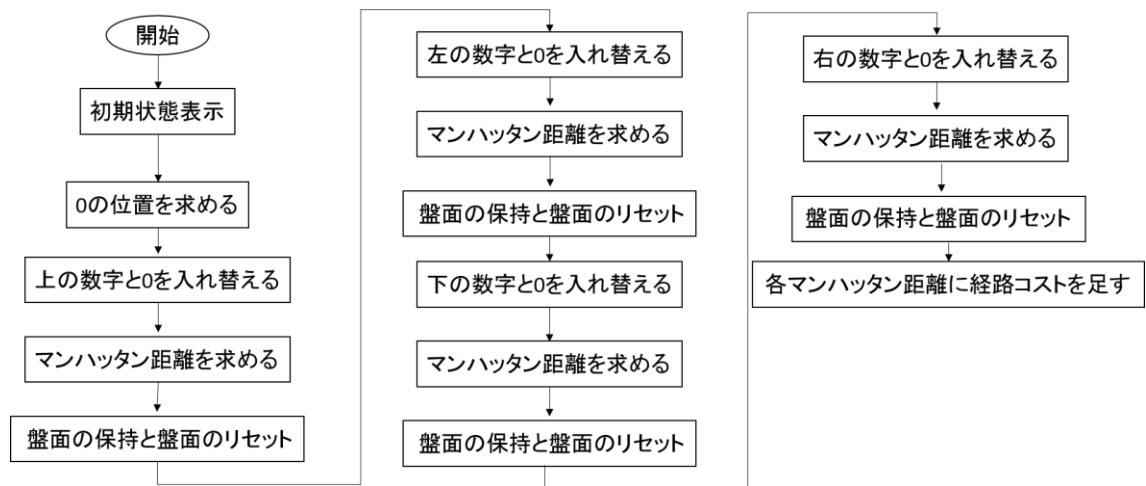 開始
初期状態表示
0の位置を求める
上の数字と0を入れ替える
マンハッタン距離を求める
盤面の保持と盤面のリセット
左の数字と0を入れ替える
マンハッタン距離を求める
盤面の保持と盤面のリセット
下の数字と0を入れ替える
マンハッタン距離を求める
盤面の保持と盤面のリセット
右の数字と0を入れ替える
マンハッタン距離を求める
盤面の保持と盤面のリセット
各マンハッタン距離に経路コストを足す